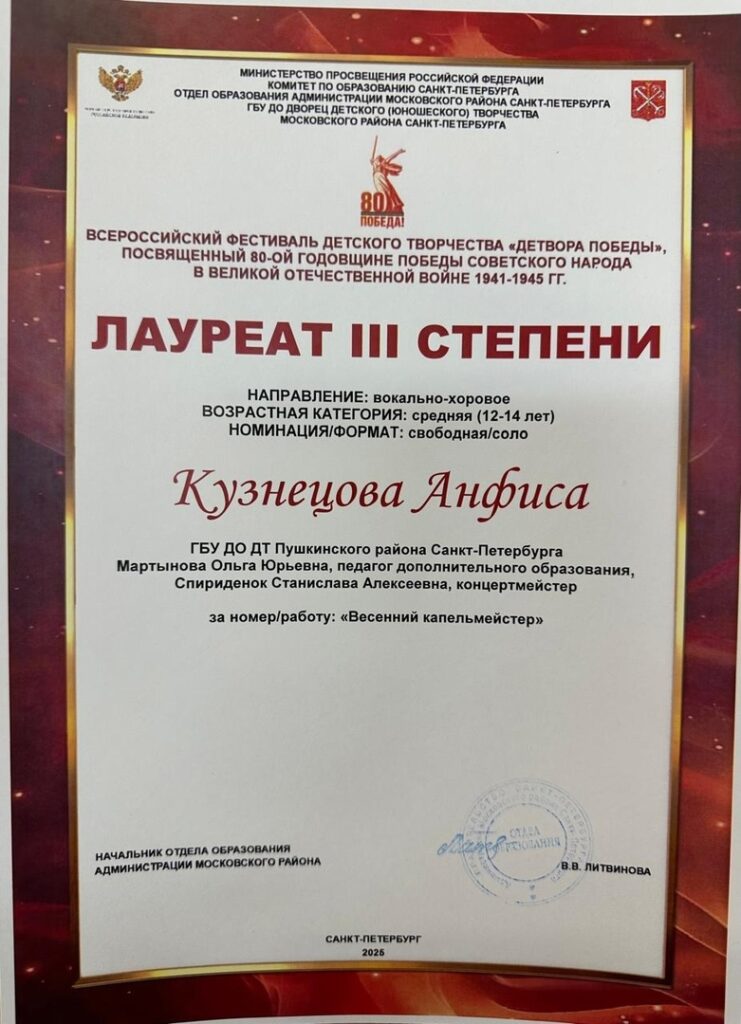 МИНИСТЕРСТВО ПРОСВЕЩЕНИЯ РОССИЙСКОЙ ФЕДЕРАЦИИ
КОМИТЕТ ПО ОБРАЗОВАНИЮ САНКТ-ПЕТЕРБУРГА
ОТДЕЛ ОБРАЗОВАНИЯ АДМИНИСТРАЦИИ МОСКОВСКОГО РАЙОНА САНКТ-ПЕТЕРБУРГА
ГБУ ДО ДВОРЕЦ ДЕТСКОГО (ЮНОШЕСКОГО) ТВОРЧЕСТВА
МОСКОВСКОГО РАЙОНА САНКТ-ПЕТЕРБУРГА
80
ПОБЕДА!
ВСЕРОССИЙСКИЙ ФЕСТИВАЛЬ ДЕТСКОГО ТВОРЧЕСТВА «ДЕТВОРА ПОБЕДЫ»,
ПОСВЯЩЕННЫЙ 80-ОЙ ГОДОВЩИНЕ ПОБЕДЫ СОВЕТСКОГО НАРОДА
В ВЕЛИКОЙ ОТЕЧЕСТВЕННОЙ ВОЙНЕ 1941-1945 ГГ.
ЛАУРЕАТ III СТЕПЕНИ
НАПРАВЛЕНИЕ: вокально-хоровое
ВОЗРАСТНАЯ КАТЕГОРИЯ: средняя (12-14 лет)
НОМИНАЦИЯ/ФОРМАТ: свободная/соло
Кузнецова Анфиса
ГБУ ДО ДТ Пушкинского района Санкт-Петербурга
Мартынова Ольга Юрьевна, педагог дополнительного образования,
Спириденок Станислава Алексеевна, концертмейстер
за номер/работу: «Весенний капельмейстер»
НАЧАЛЬНИК ОТДЕЛА ОБРАЗОВАНИЯ
АДМИНИСТРАЦИИ МОСКОВСКОГО РАЙОНА
ОТДЕЛ
ОБРАЗОВАНИЯ
В.В. ЛИТВИНОВА
САНКТ-ПЕТЕРБУРГ
2025